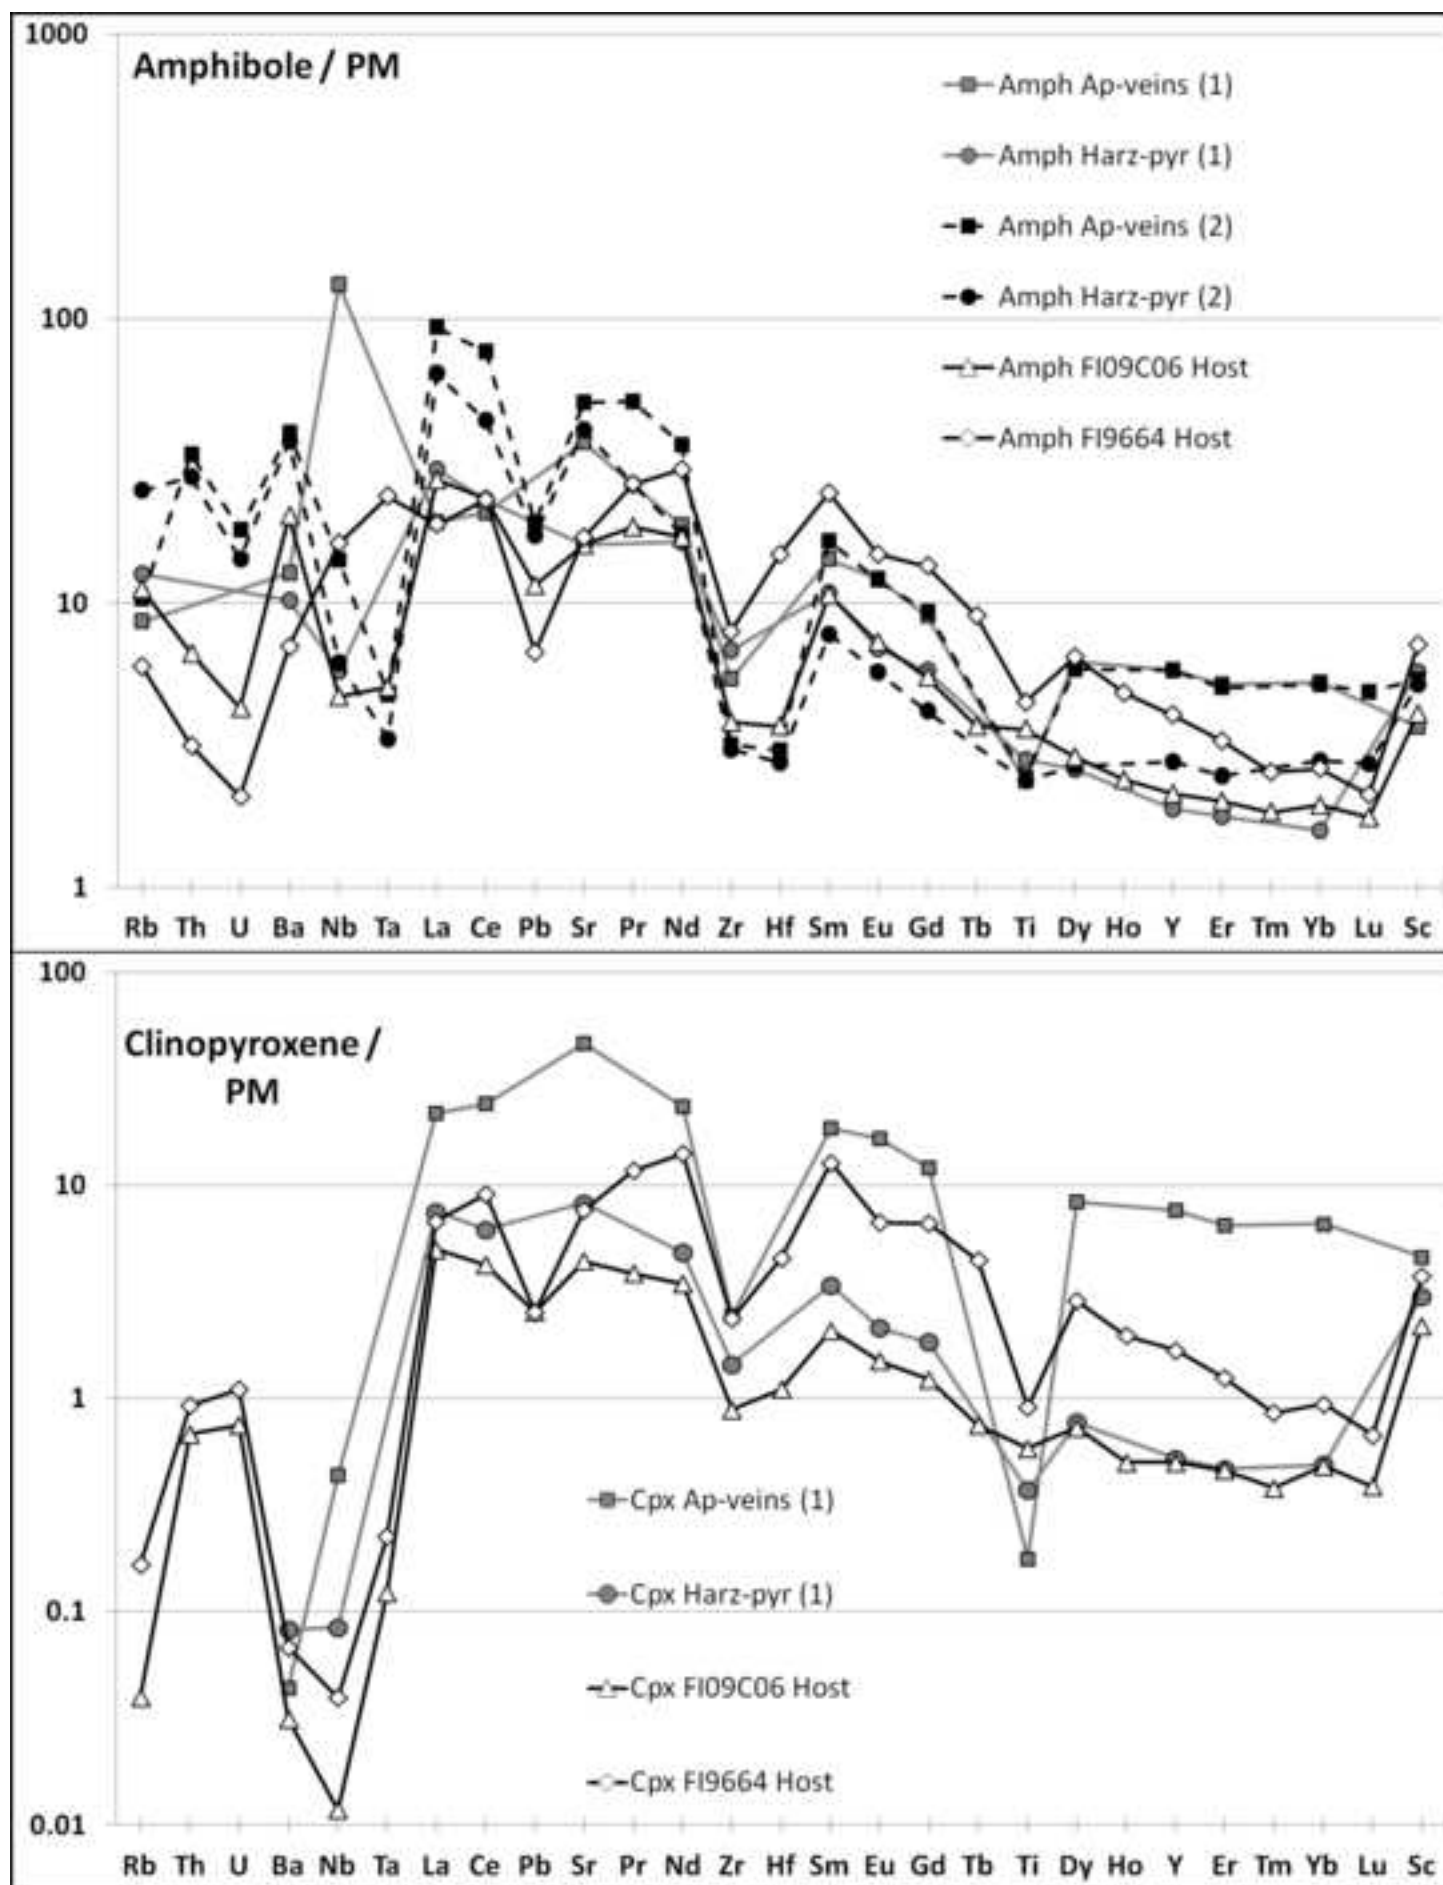 1000
Amphibole / PM
Amph Ap-veins (1)
Amph Harz-pyr (1)
Amph Ap-veins (2)
Amph Harz-pyr (2)
Amph FI09C06 Host
Amph FI9664 Host
100
10
1
Rb Th U Ba Nb Ta La Ce Pb Sr Pr Nd Zr Hf Sm Eu Gd Tb Ti Dy Ho Y Er Tm Yb Lu Sc
100
Clinopyroxene /
PM
10
1
Cpx Ap-veins (1)
Cpx Harz-pyr (1)
0.1
Cpx FI09C06 Host
Cpx FI9664 Host
0.01
Rb Th U Ba Nb Ta La Ce Pb Sr Pr Nd Zr Hf Sm Eu Gd Tb Ti Dy Ho Y Er Tm Yb Lu Sc